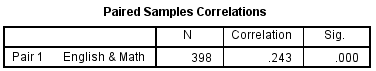 Paired Samples Correlations
N Correlation Sig.
Pair 1 English & Math 398 .243 .000